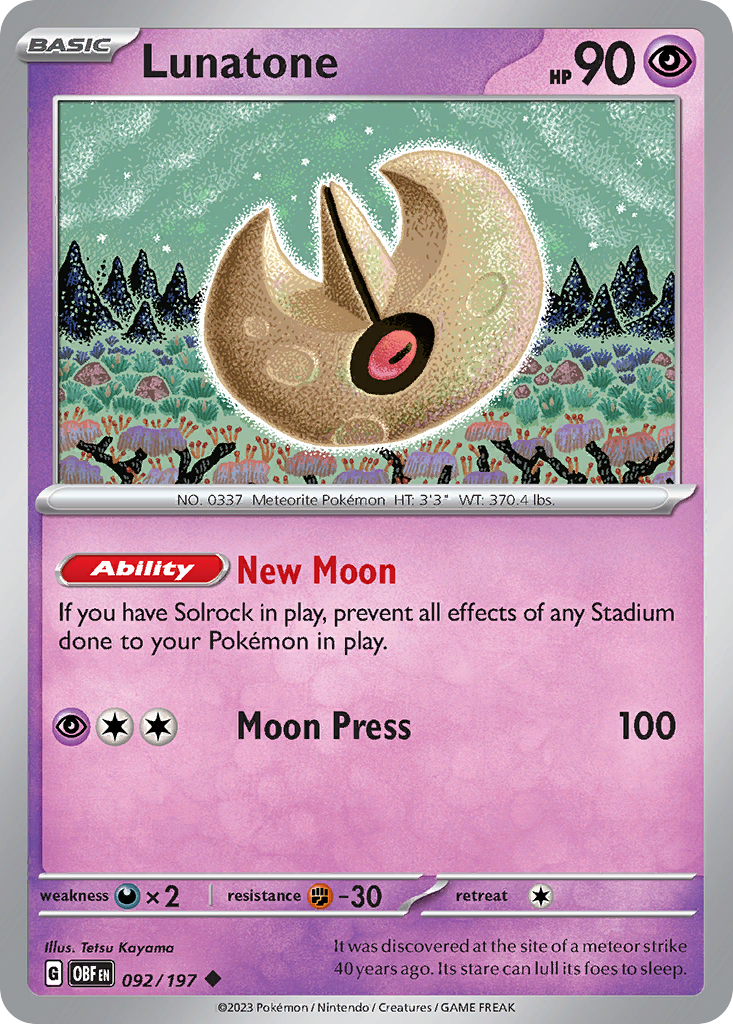 BASIC
Lunatone
HP 90
NO. 0337 Meteorite Pokémon HT: 3'3" WT: 370.4 lbs.
Ability New Moon
If you have Solrock in play, prevent all effects of any Stadium
done to your Pokémon in play.
Moon Press 100
weakness ×2 resistance -30 retreat
Illus. Tetsu Kayama
It was discovered at the site of a meteor strike
40 years ago. Its stare can lull its foes to sleep.
G OBF EN 092/197
©2023 Pokémon / Nintendo / Creatures / GAME FREAK